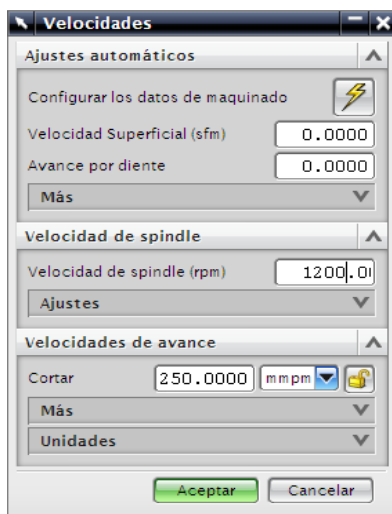 Velocidades
Ajustes automáticos
Configurar los datos de maquinado
Velocidad Superficial (sfm) 0.0000
Avance por diente 0.0000
Más
Velocidad de spindle
Velocidad de spindle (rpm) 1200.0
Ajustes
Velocidades de avance
Cortar 250.0000 mmpm
Más
Unidades
Aceptar Cancelar